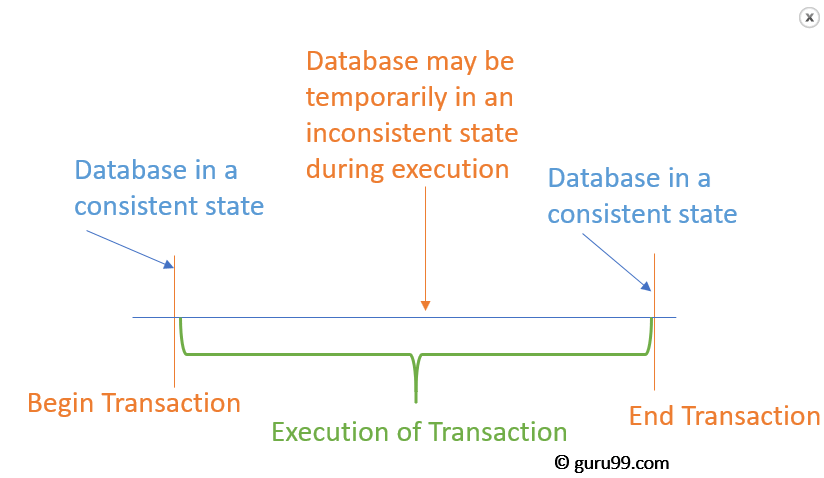 x
Database may be
temporarily in an
inconsistent state
during execution
Database in a
consistent state
Database in a
consistent state
Begin Transaction
Execution of Transaction
End Transaction
© guru99.com